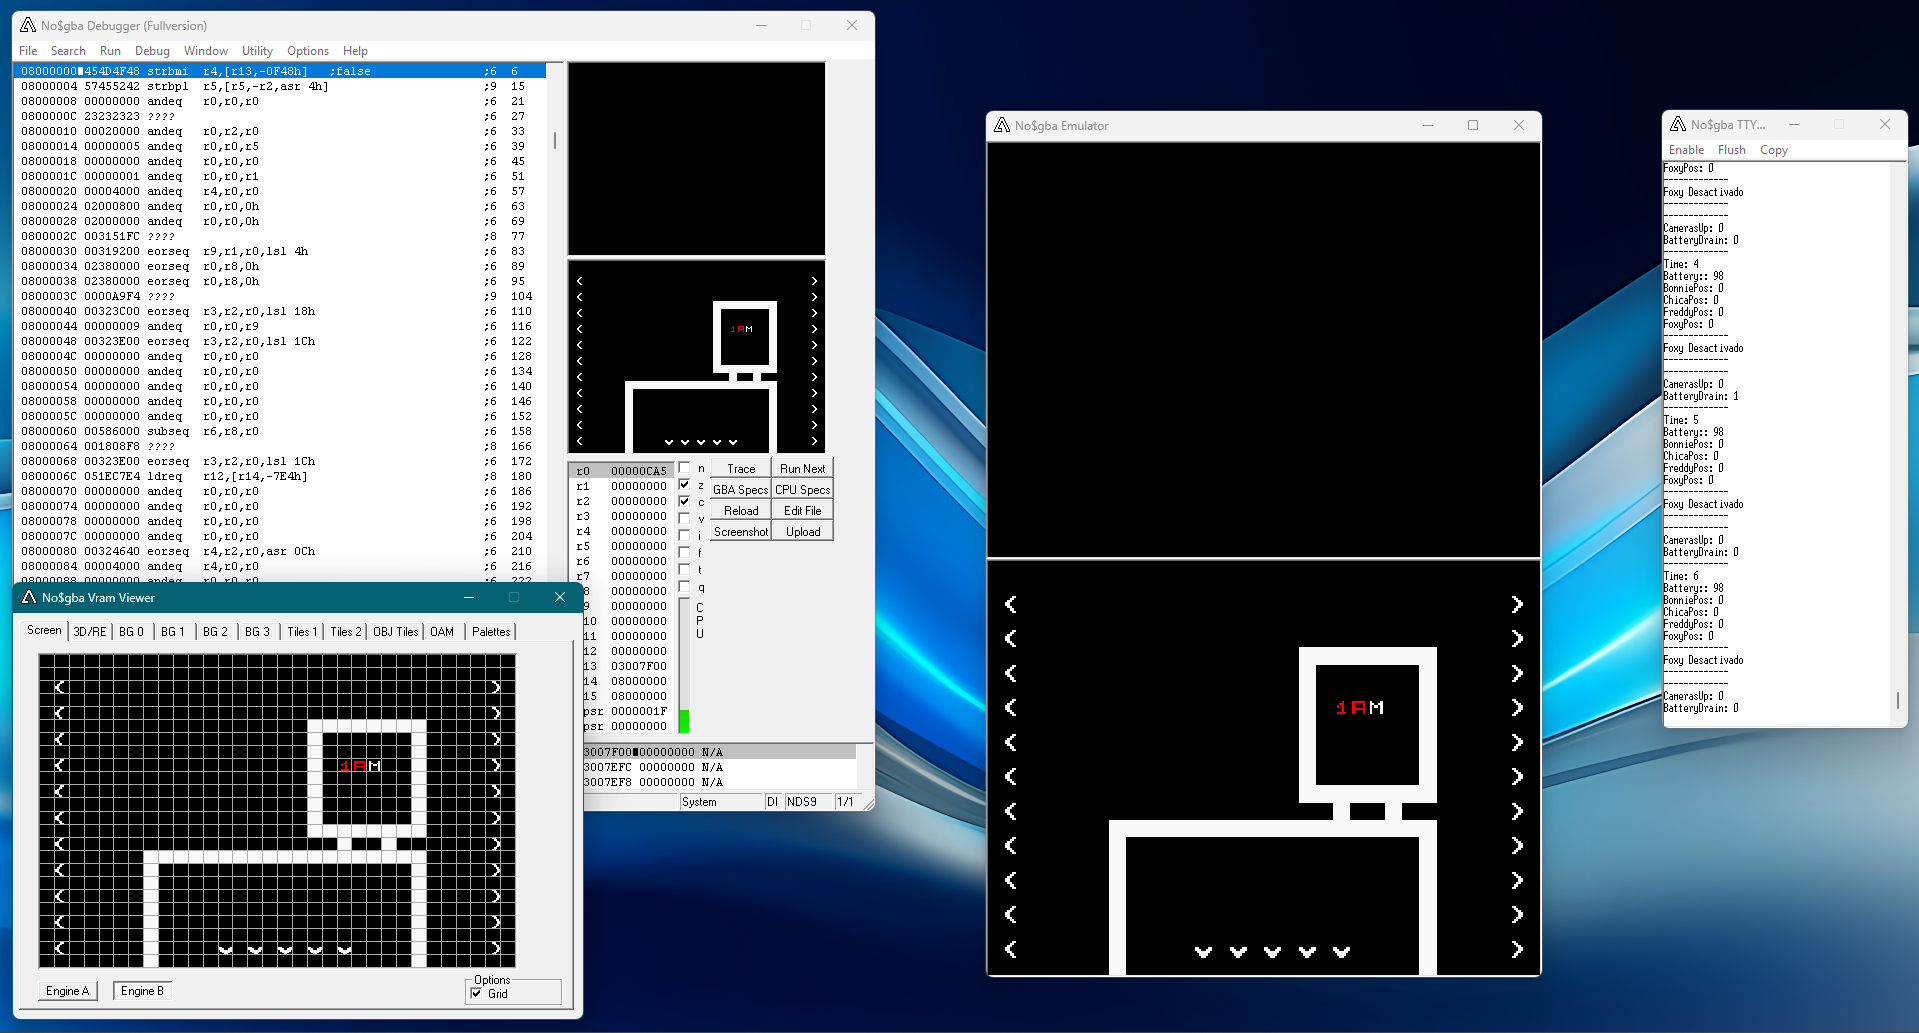 No$gba Debugger (Fullversion)
File Search Run Debug Window Utility Options Help
08000000 454D4F48 strbmi r4,[r13,-0F48h] ;false ;6 6
08000004 57455242 strbpl r5,[r5,-r2,asr 4h] ;9 15
08000008 00000000 andeq r0,r0,r0 ;6 21
0800000C 23232323 ???? ;6 27
08000010 00020000 andeq r0,r2,r0 ;6 33
08000014 00000005 andeq r0,r0,r5 ;6 39
08000018 00000000 andeq r0,r0,r0 ;6 45
0800001C 00000001 andeq r0,r0,r1 ;6 51
08000020 00004000 andeq r4,r0,r0 ;6 57
08000024 02000800 andeq r0,r0,0h ;6 63
08000028 02000000 andeq r0,r0,0h ;6 69
0800002C 003151FC ???? ;8 77
08000030 00319200 eorseq r9,r1,r0,lsl 4h ;6 83
08000034 02380000 eorseq r0,r8,0h ;6 89
08000038 02380000 eorseq r0,r8,0h ;6 95
0800003C 0000A9F4 ???? ;9 104
08000040 00323C00 eorseq r3,r2,r0,lsl 18h ;6 110
08000044 00000009 andeq r0,r0,r9 ;6 116
08000048 00323E00 eorseq r3,r2,r0,lsl 1Ch ;6 122
0800004C 00000000 andeq r0,r0,r0 ;6 128
08000050 00000000 andeq r0,r0,r0 ;6 134
08000054 00000000 andeq r0,r0,r0 ;6 140
08000058 00000000 andeq r0,r0,r0 ;6 146
0800005C 00000000 andeq r0,r0,r0 ;6 152
08000060 00586000 subseq r6,r8,r0 ;6 158
08000064 001808F8 ???? ;8 166
08000068 00323E00 eorseq r3,r2,r0,lsl 1Ch ;6 172
0800006C 051EC7E4 ldreq r12,[r14,-7E4h] ;8 180
08000070 00000000 andeq r0,r0,r0 ;6 186
08000074 00000000 andeq r0,r0,r0 ;6 192
08000078 00000000 andeq r0,r0,r0 ;6 198
0800007C 00000000 andeq r0,r0,r0 ;6 204
08000080 00324640 eorseq r4,r2,r0,asr 0Ch ;6 210
08000084 00004000 andeq r4,r0,r0 ;6 216
08000088 00000000 andeq r0,r0,r0 ;6 222
1AM
r0 00000CA5
r1 00000000
r2 00000000
r3 00000000
r4 00000000
r5 00000000
r6 00000000
r7 00000000
8 00000000
9 00000000
10 00000000
11 00000000
12 00000000
13 03007F00
14 08000000
15 08000000
psr 0000001F
psr 00000000
n
z
c
v
i
f
t
q
C
P
U
Trace Run Next
GBA Specs CPU Specs
Reload Edit File
Screenshot Upload
3007F00 00000000 N/A
3007EFC 00000000 N/A
3007EF8 00000000 N/A
System DI NDS9 1/1
No$gba Vram Viewer
Screen 3D/RE BG 0 BG 1 BG 2 BG 3 Tiles 1 Tiles 2 OBJ Tiles OAM Palettes
1AM
Engine A Engine B
Options
Grid
No$gba Emulator
1AM
No$gba TTY...
Enable Flush Copy
FoxyPos: 0
-------------
Foxy Desactivado
-------------
-------------
CamerasUp: 0
BatteryDrain: 0
-------------
Time: 4
Battery:: 98
BonniePos: 0
ChicaPos: 0
FreddyPos: 0
FoxyPos: 0
-------------
Foxy Desactivado
-------------
-------------
CamerasUp: 0
BatteryDrain: 1
-------------
Time: 5
Battery:: 98
BonniePos: 0
ChicaPos: 0
FreddyPos: 0
FoxyPos: 0
-------------
Foxy Desactivado
-------------
-------------
CamerasUp: 0
BatteryDrain: 0
-------------
Time: 6
Battery:: 98
BonniePos: 0
ChicaPos: 0
FreddyPos: 0
FoxyPos: 0
-------------
Foxy Desactivado
-------------
-------------
CamerasUp: 0
BatteryDrain: 0